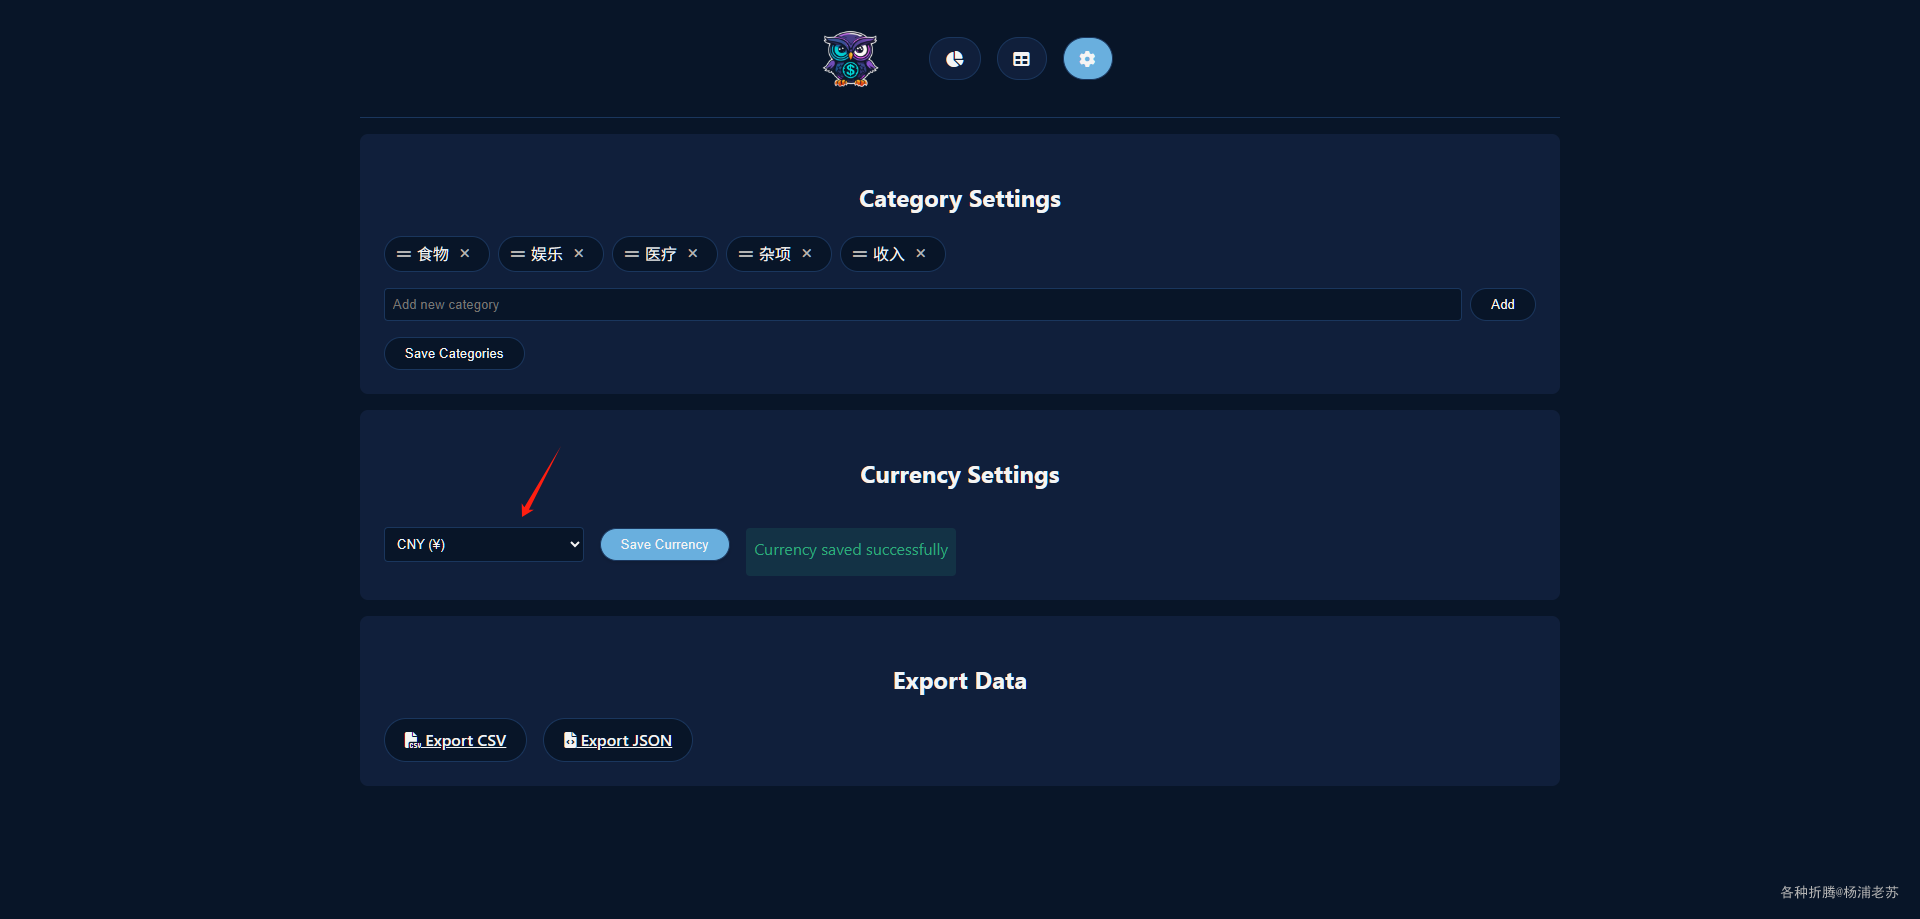 $
Category Settings
食物 × 娱乐 × 医疗 × 杂项 × 收入 ×
Add new category Add
Save Categories
Currency Settings
CNY (¥) Save Currency Currency saved successfully
Export Data
CSV Export CSV Export JSON
各种折腾@杨浦老苏